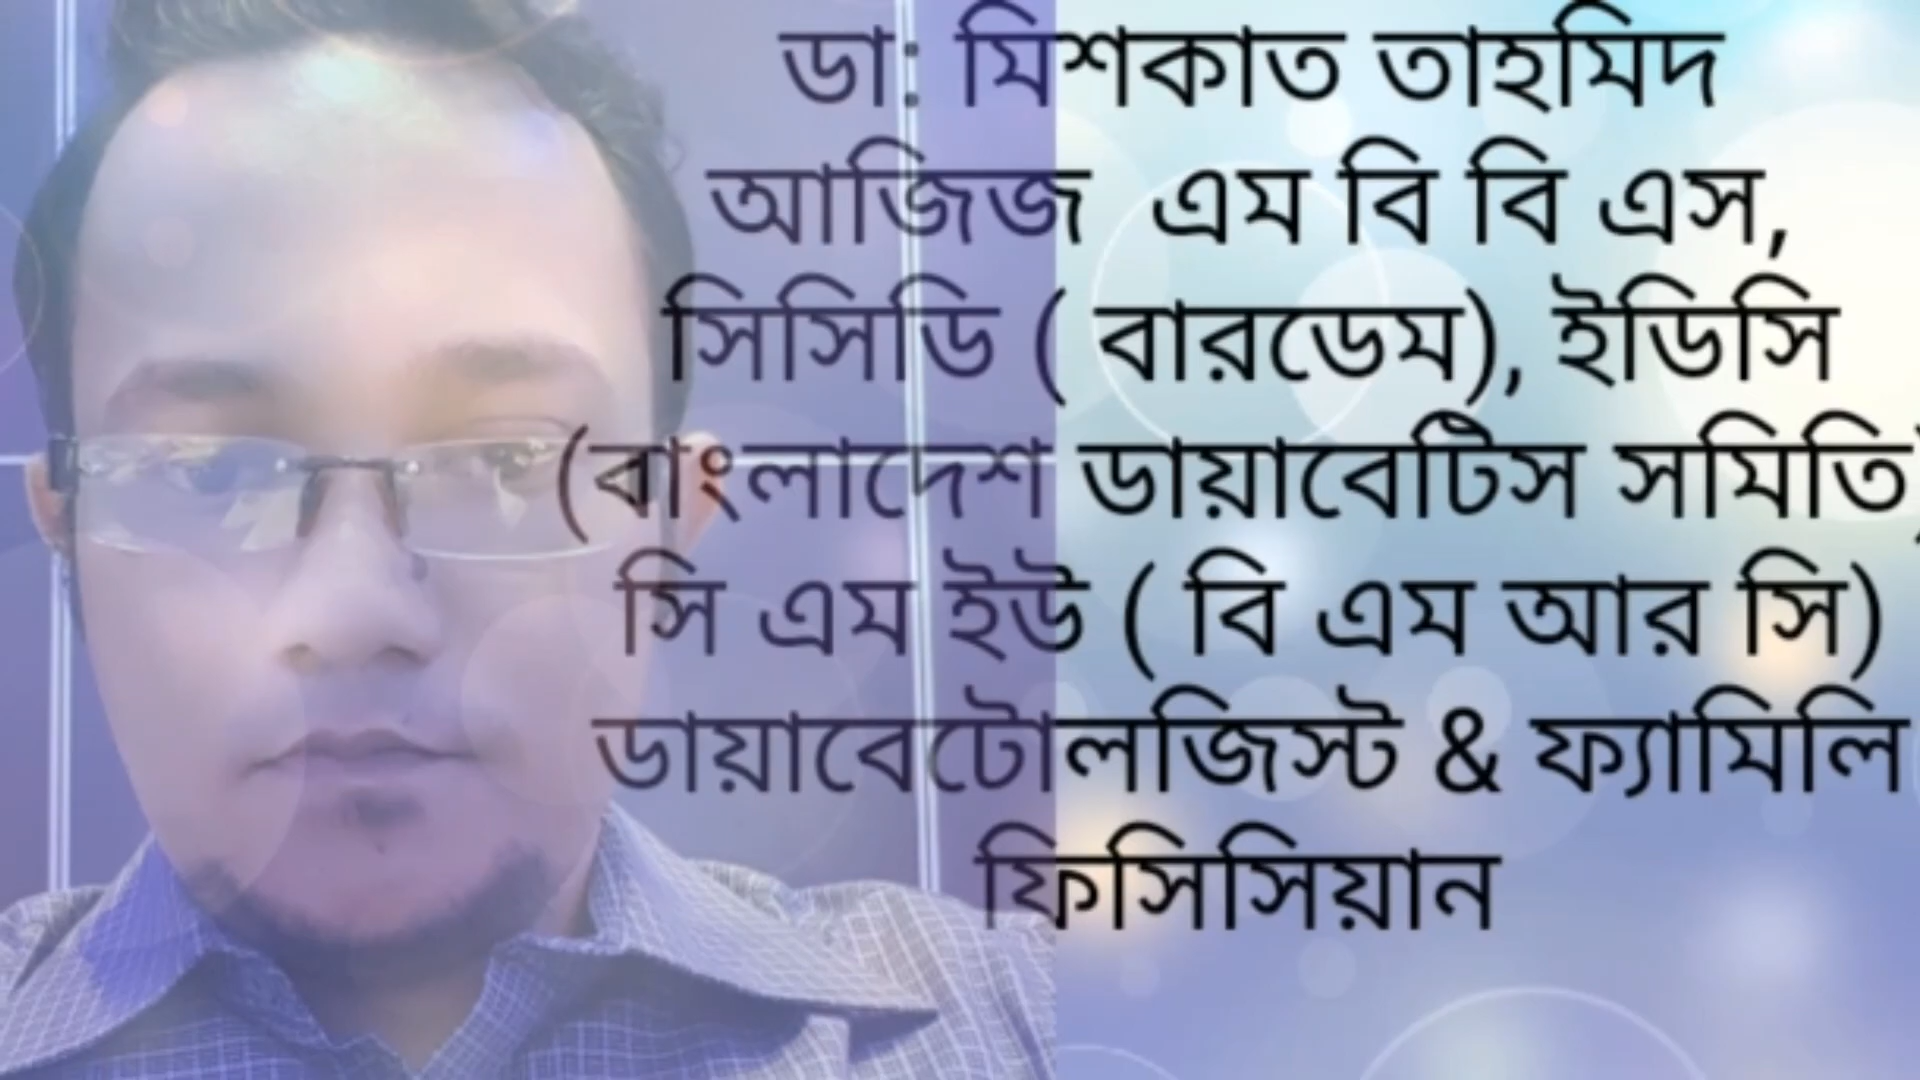 ডা: মিশকাত তাহমিদ
আজিজ এম বি বি এস,
সিসিডি ( বারডেম), ইডিসি
(বাংলাদেশ ডায়াবেটিস সমিতি)
সি এম ইউ ( বি এম আর সি)
ডায়াবেটোলজিস্ট & ফ্যামিলি
ফিসিসিয়ান